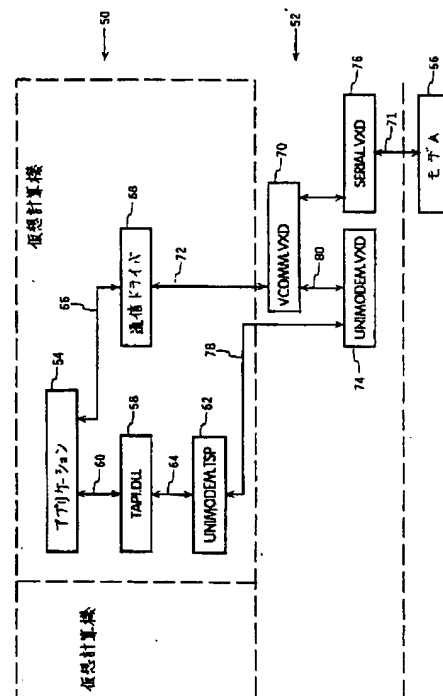 仮想計算機
仮想計算機
50
54
アプリケーション
60
66
58
TAPI.DLL
68
通信ドライバ
64
62
UNIMODEM.TSP
72
78
52'
70
VCOMM.VXD
80
74
UNIMODEM.VXD
76
SERIAL.VXD
71
56
モデム